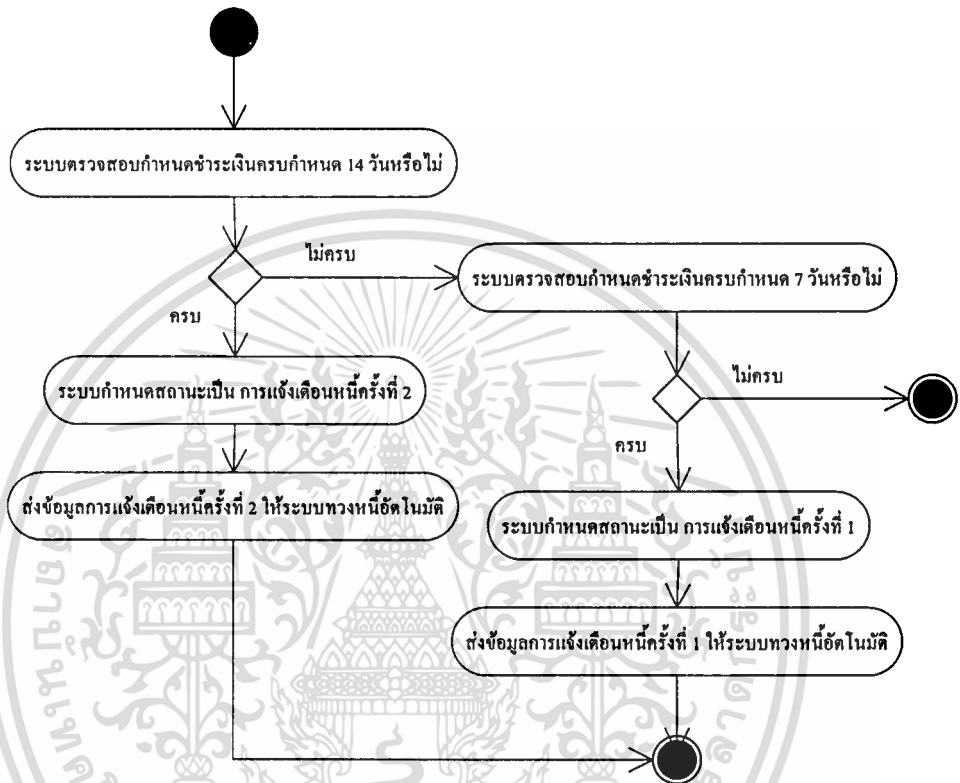 ระบบตรวจสอบกำหนดชำระเงินครบกำหนด 14 วันหรือไม่
ไม่ครบ
ระบบตรวจสอบกำหนดชำระเงินครบกำหนด 7 วันหรือไม่
ครบ
ไม่ครบ
ระบบกำหนดสถานะเป็น การแจ้งเตือนหนี้ครั้งที่ 2
ครบ
ส่งข้อมูลการแจ้งเตือนหนี้ครั้งที่ 2 ให้ระบบทวงหนี้อัตโนมัติ
ระบบกำหนดสถานะเป็น การแจ้งเตือนหนี้ครั้งที่ 1
ส่งข้อมูลการแจ้งเตือนหนี้ครั้งที่ 1 ให้ระบบทวงหนี้อัตโนมัติ